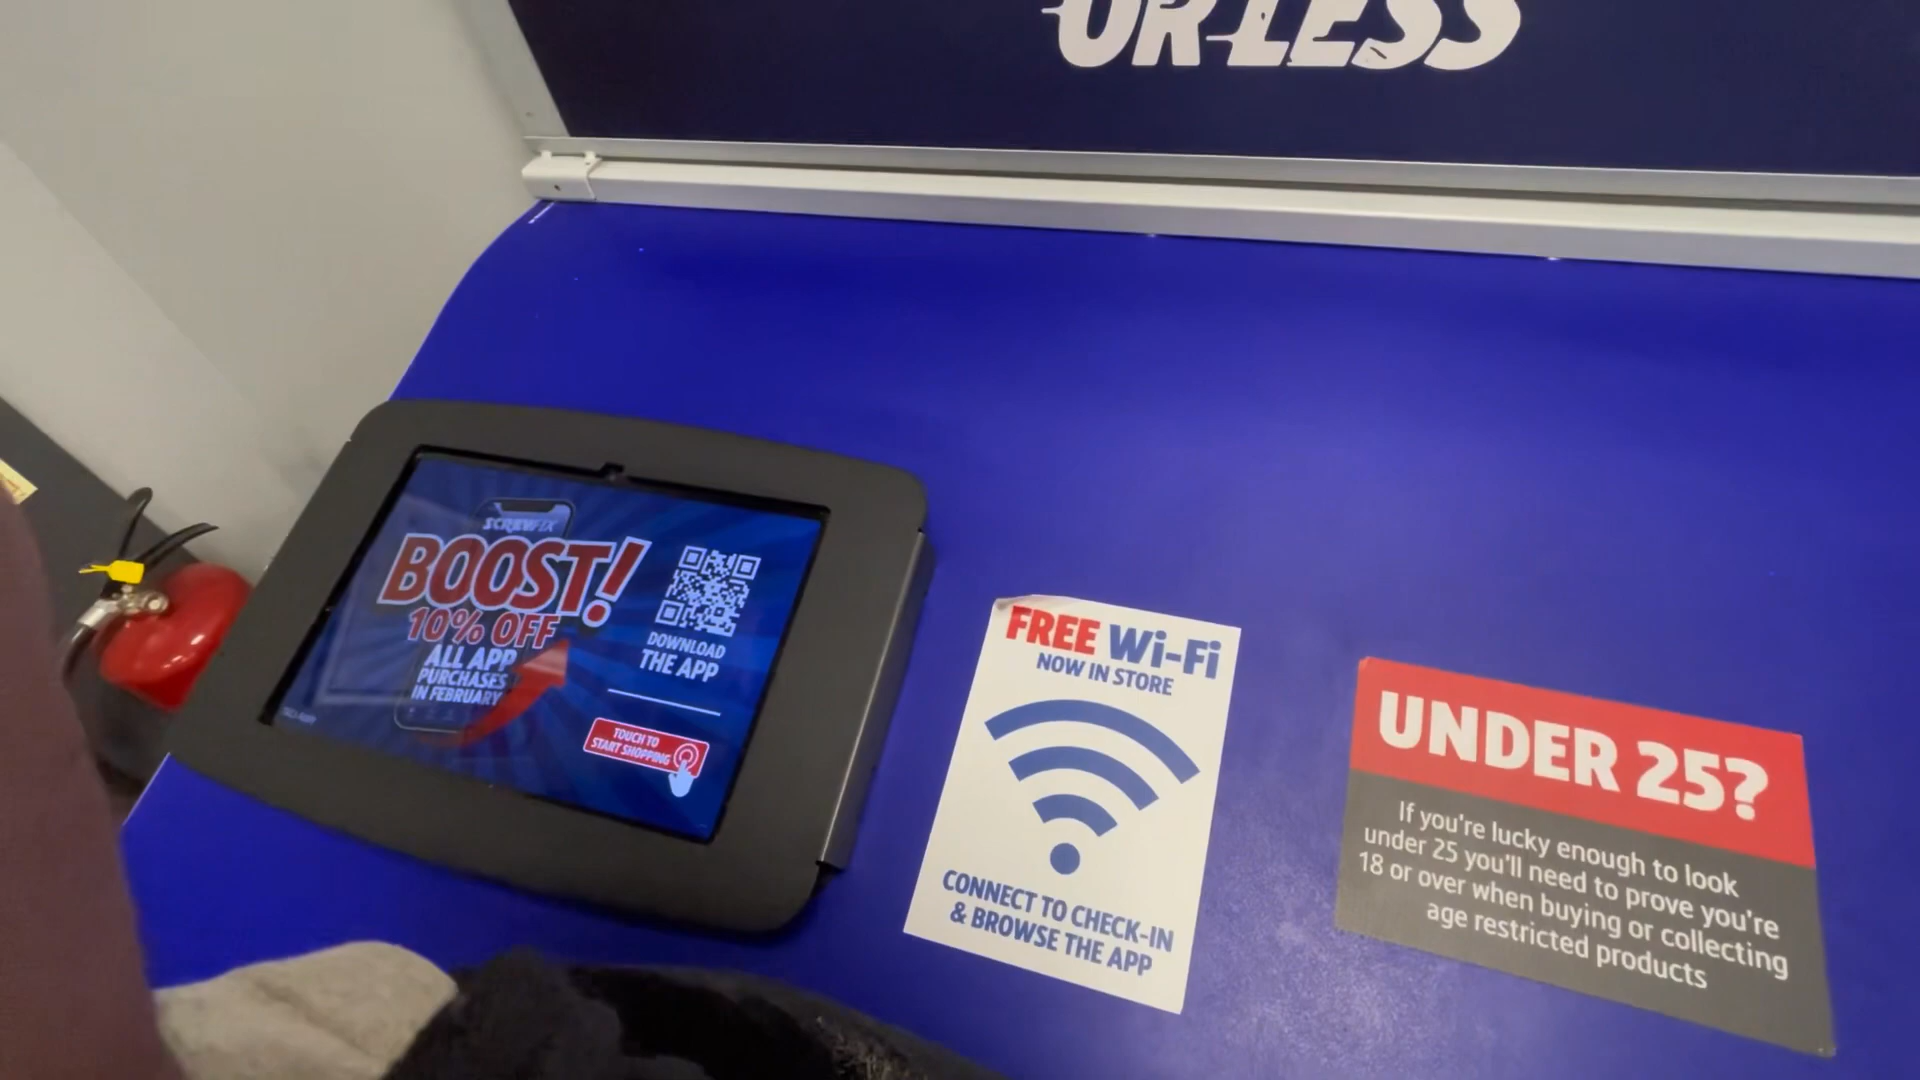 OR LESS
SCREWFIX
BOOST!
10% OFF
ALL APP
PURCHASES
IN FEBRUARY
DOWNLOAD
THE APP
TOUCH TO
START SHOPPING
FREE Wi-Fi
NOW IN STORE
CONNECT TO CHECK-IN
& BROWSE THE APP
UNDER 25?
If you're lucky enough to look
under 25 you'll need to prove you're
18 or over when buying or collecting
age restricted products